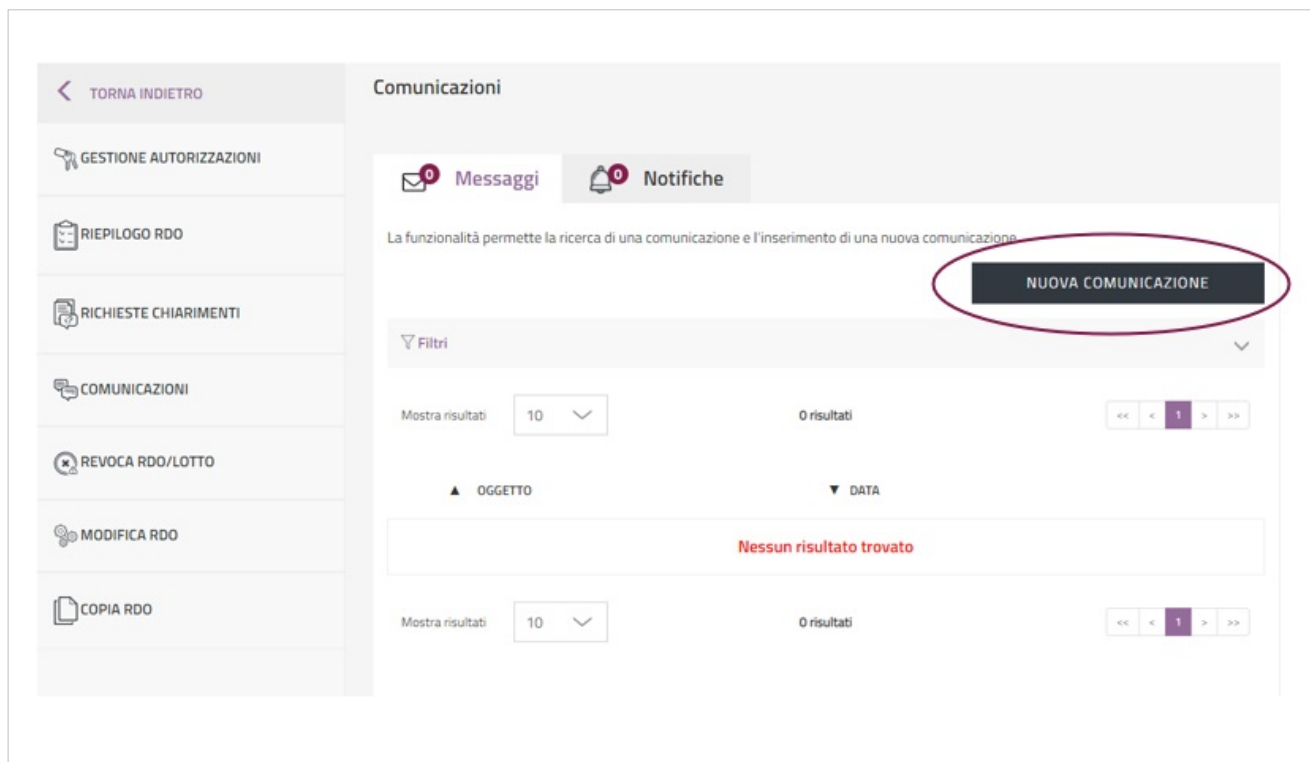 TORNA INDIETRO
GESTIONE AUTORIZZAZIONI
RIEPILOGO RDO
RICHIESTE CHIARIMENTI
COMUNICAZIONI
REVOCA RDO/LOTTO
MODIFICA RDO
COPIA RDO
Comunicazioni
0 Messaggi 0 Notifiche
La funzionalità permette la ricerca di una comunicazione e l'inserimento di una nuova comunicazione
NUOVA COMUNICAZIONE
Filtri
Mostra risultati 10 0 risultati << < 1 > >>
▲ OGGETTO ▼ DATA
Nessun risultato trovato
Mostra risultati 10 0 risultati << < 1 > >>